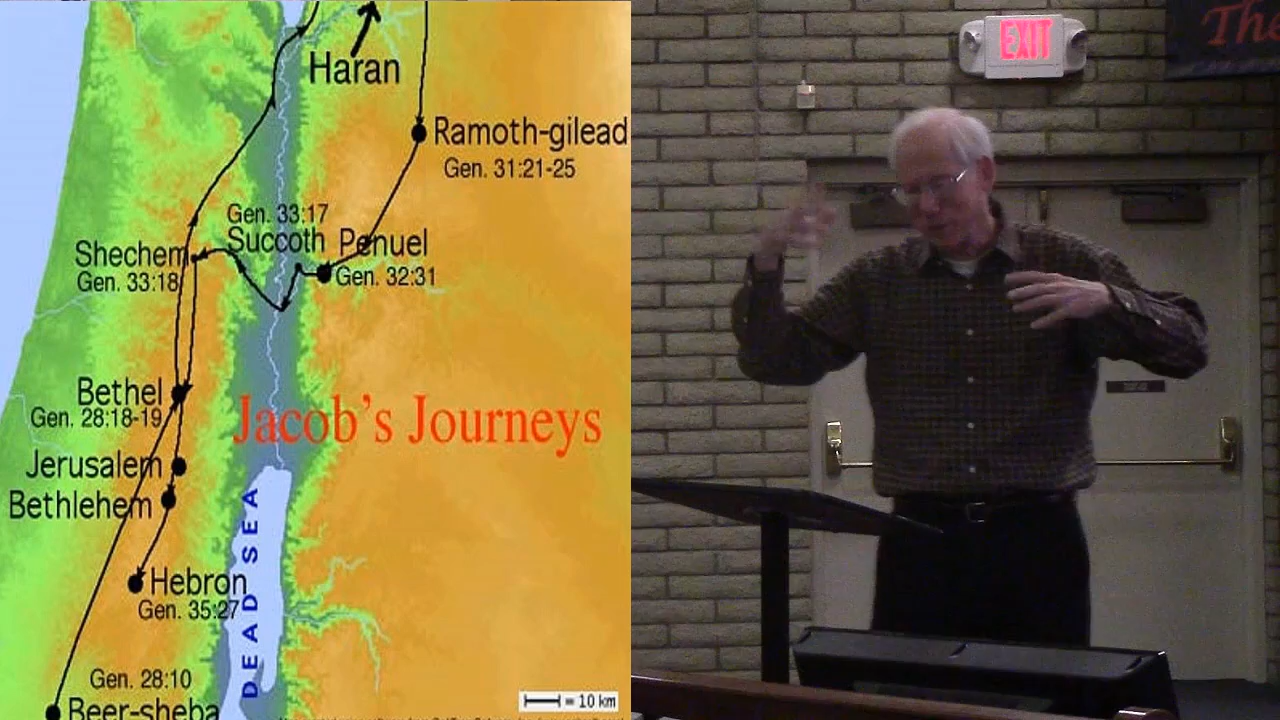 Haran
Ramoth-gilead
Gen. 31:21-25
Gen. 33:17
Succoth
Penuel
Shechem
Gen. 33:18
Gen. 32:31
Bethel
Gen. 28:18-19
Jacob's Journeys
Jerusalem
Bethlehem
Hebron
Gen. 35:27
DEAD SEA
Gen. 28:10
Beer-sheba
= 10 km
EXIT
The